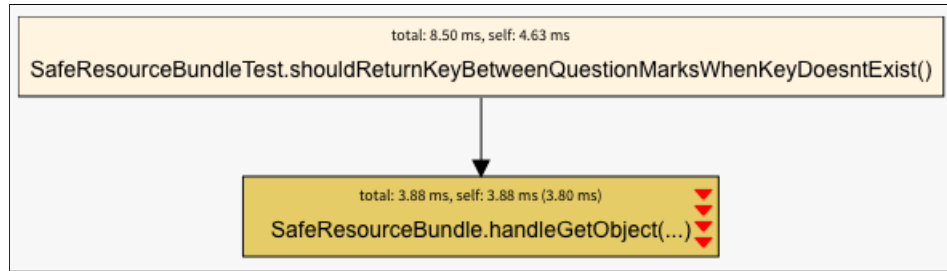 total: 8.50 ms, self: 4.63 ms
SafeResourceBundleTest.shouldReturnKeyBetweenQuestionMarksWhenKeyDoesntExist()
total: 3.88 ms, self: 3.88 ms (3.80 ms)
SafeResourceBundle.handleGetObject(...)